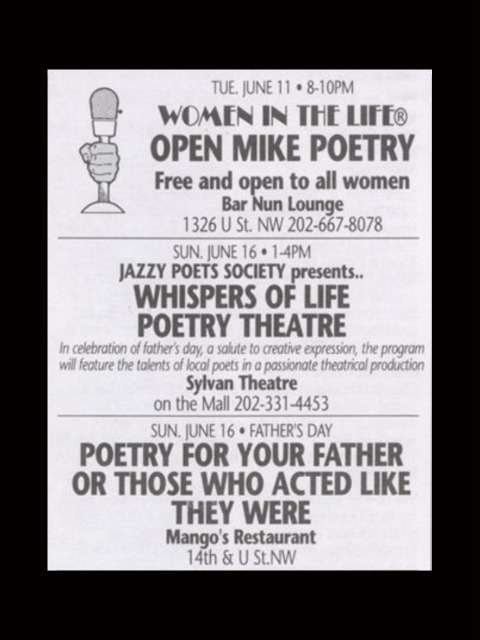 TUE. JUNE 11 • 8-10PM
WOMEN IN THE LIFE®
OPEN MIKE POETRY
Free and open to all women
Bar Nun Lounge
1326 U St. NW 202-667-8078
SUN. JUNE 16 • 1-4PM
JAZZY POETS SOCIETY presents..
WHISPERS OF LIFE
POETRY THEATRE
In celebration of father's day, a salute to creative expression, the program
will feature the talents of local poets in a passionate theatrical production
Sylvan Theatre
on the Mall 202-331-4453
SUN. JUNE 16 • FATHER'S DAY
POETRY FOR YOUR FATHER
OR THOSE WHO ACTED LIKE
THEY WERE
Mango's Restaurant
14th & U St.NW